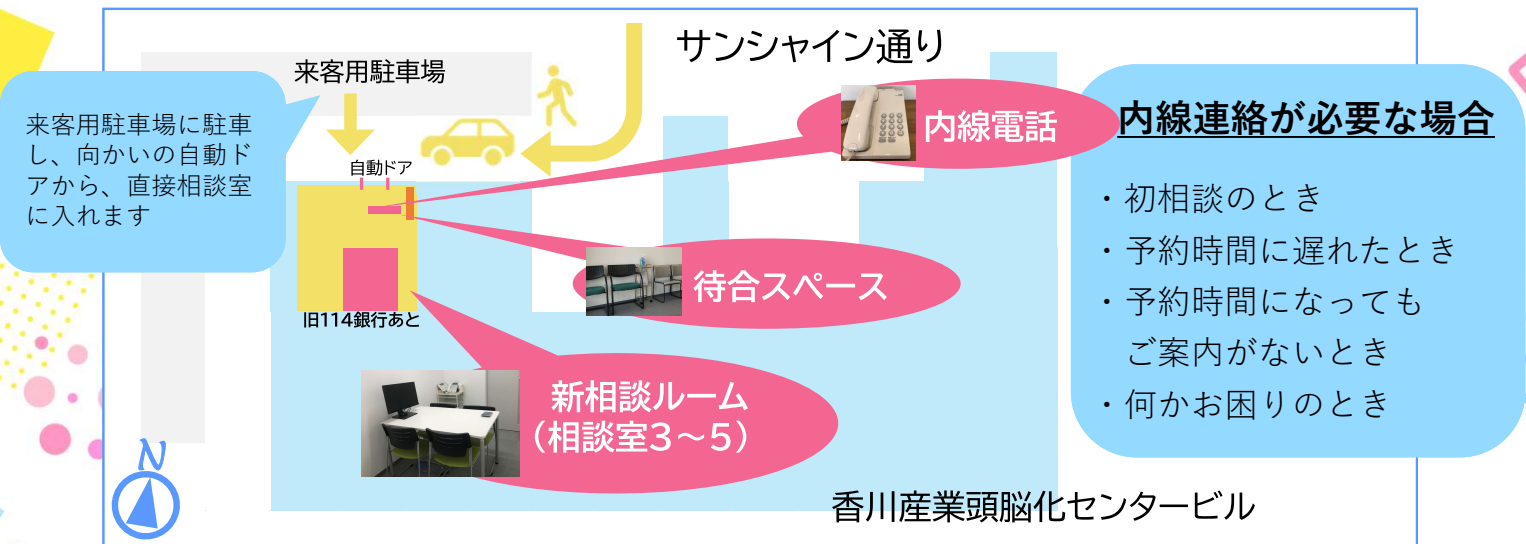 サンシャイン通り
来客用駐車場
来客用駐車場に駐車
し、向かいの自動ド
アから、直接相談室
に入れます
自動ドア
内線電話
待合スペース
旧114銀行あと
新相談ルーム
（相談室3～5）
内線連絡が必要な場合
・初相談のとき
・予約時間に遅れたとき
・予約時間になっても
ご案内がないとき
・何かお困りのとき
N
香川産業頭脳化センタービル